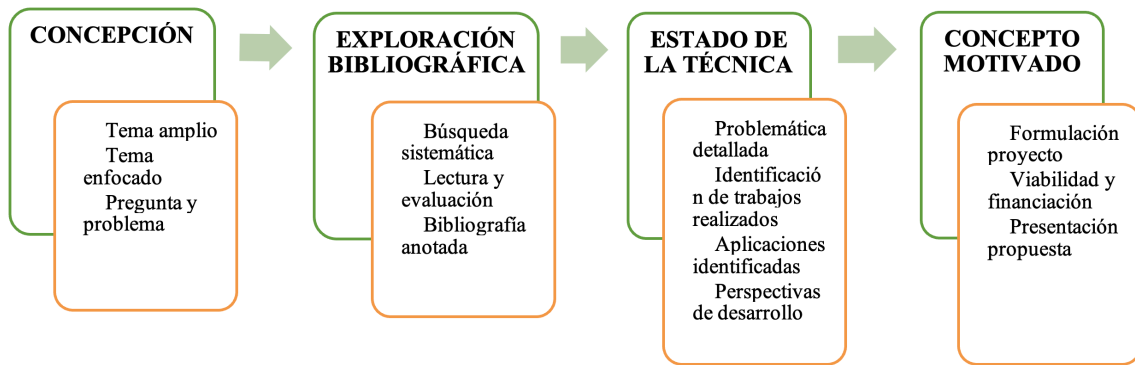 CONCEPCIÓN
Tema amplio
Tema
enfocado
Pregunta y
problema
EXPLORACIÓN
BIBLIOGRÁFICA
Búsqueda
sistemática
Lectura y
evaluación
Bibliografía
anotada
ESTADO DE
LA TÉCNICA
Problemática
detallada
Identificació
n de trabajos
realizados
Aplicaciones
identificadas
Perspectivas
de desarrollo
CONCEPTO
MOTIVADO
Formulación
proyecto
Viabilidad y
financiación
Presentación
propuesta